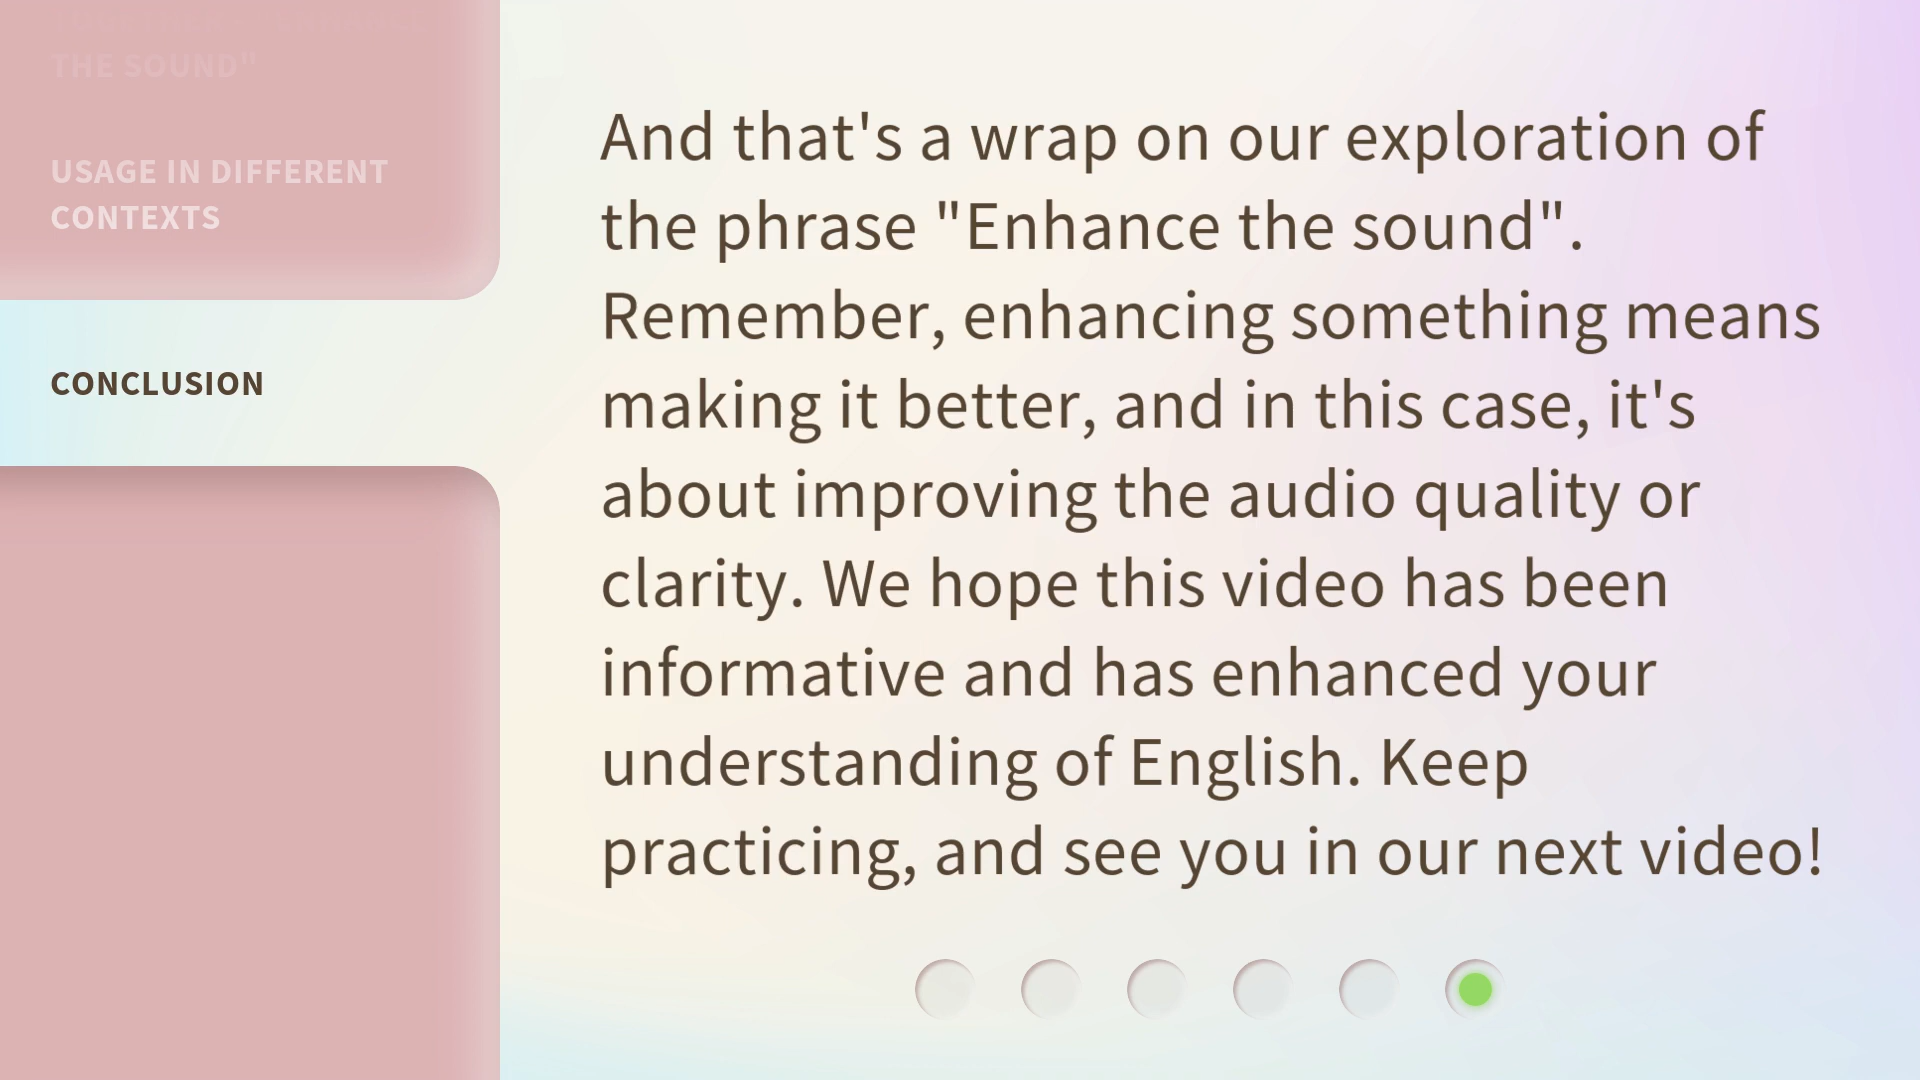 THE SOUND"
USAGE IN DIFFERENT
CONTEXTS
CONCLUSION
And that's a wrap on our exploration of
the phrase "Enhance the sound".
Remember, enhancing something means
making it better, and in this case, it's
about improving the audio quality or
clarity. We hope this video has been
informative and has enhanced your
understanding of English. Keep
practicing, and see you in our next video!